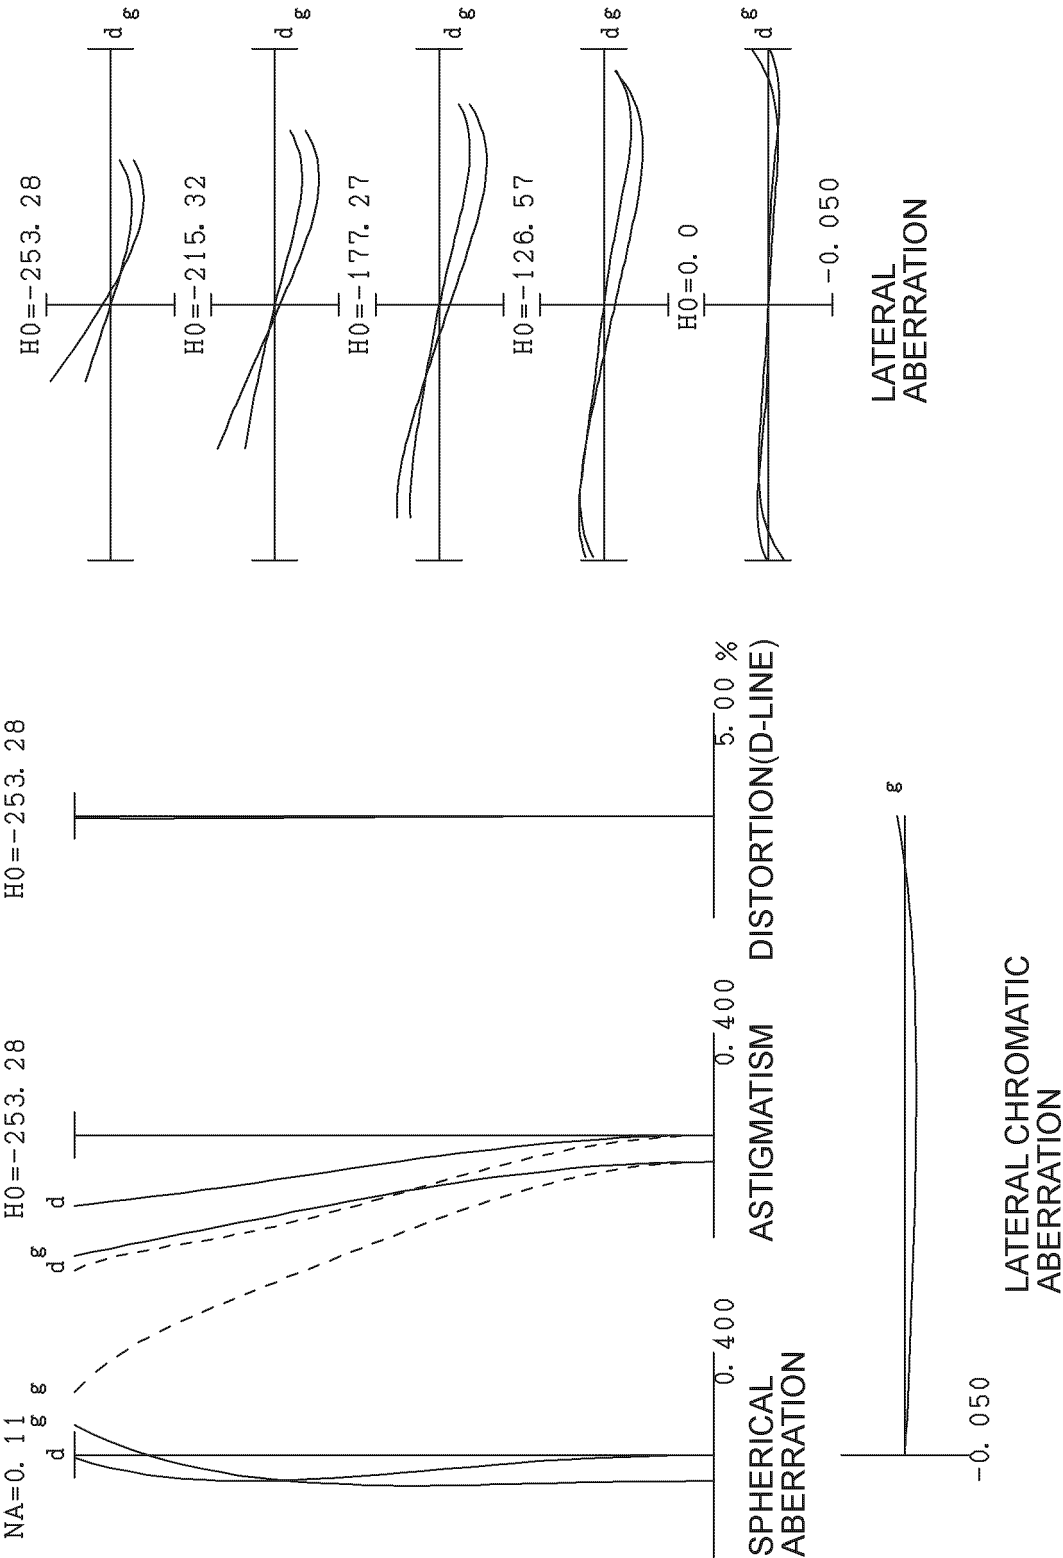 NA=0. 11
d g
g
SPHERICAL
ABERRATION
0. 400
H0=-253. 28
d
d g
ASTIGMATISM
0. 400
H0=-253. 28
DISTORTION(D-LINE)
5. 00 %
g
-0. 050
LATERAL CHROMATIC
ABERRATION
H0=-253. 28
d g
H0=-215. 32
d g
H0=-177. 27
d g
H0=-126. 57
d g
H0=0. 0
g
d
-0. 050
LATERAL
ABERRATION